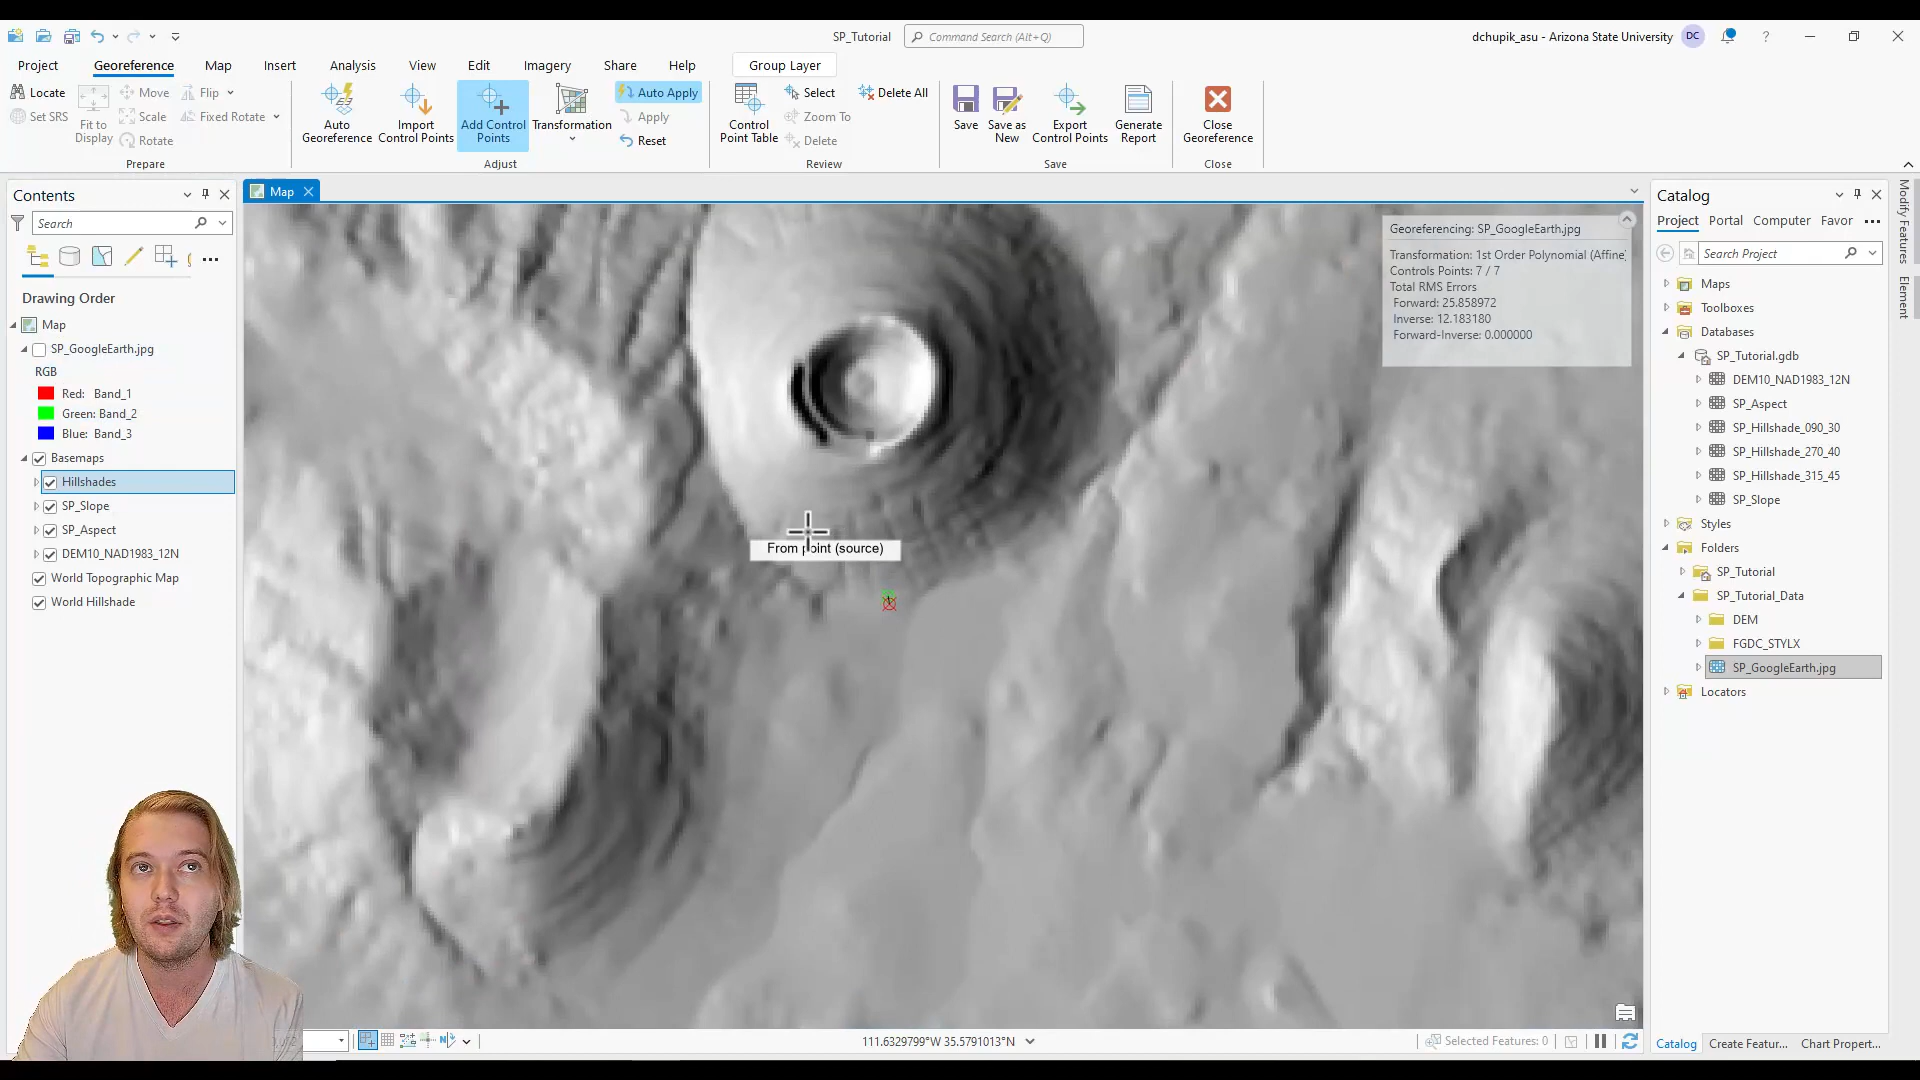 SP_Tutorial
Command Search (Alt+Q)
dchupik_asu - Arizona State University
DC
?
Project
Georeference
Map
Insert
Analysis
View
Edit
Imagery
Share
Help
Group Layer
Locate
Set SRS
Fit to
Display
Move
Scale
Rotate
Flip
Fixed Rotate
Prepare
Auto
Georeference
Import
Control Points
Add Control
Points
Transformation
Auto Apply
Apply
Reset
Adjust
Control
Point Table
Select
Zoom To
Delete
Delete All
Review
Save
Save as
New
Export
Control Points
Generate
Report
Save
Close
Georeference
Close
Contents
Search
Drawing Order
Map
SP_GoogleEarth.jpg
RGB
Red: Band_1
Green: Band_2
Blue: Band_3
Basemaps
Hillshades
SP_Slope
SP_Aspect
DEM10_NAD1983_12N
World Topographic Map
World Hillshade
Map
From point (source)
Georeferencing: SP_GoogleEarth.jpg
Transformation: 1st Order Polynomial (Affine)
Controls Points: 7 / 7
Total RMS Errors
Forward: 25.858972
Inverse: 12.183180
Forward-Inverse: 0.000000
111.6329799°W 35.5791013°N
Selected Features: 0
Catalog
Project
Portal
Computer
Favor
Search Project
Maps
Toolboxes
Databases
SP_Tutorial.gdb
DEM10_NAD1983_12N
SP_Aspect
SP_Hillshade_090_30
SP_Hillshade_270_40
SP_Hillshade_315_45
SP_Slope
Styles
Folders
SP_Tutorial
SP_Tutorial_Data
DEM
FGDC_STYLX
SP_GoogleEarth.jpg
Locators
Catalog
Create Featur...
Chart Propert...
Modify Features
Element